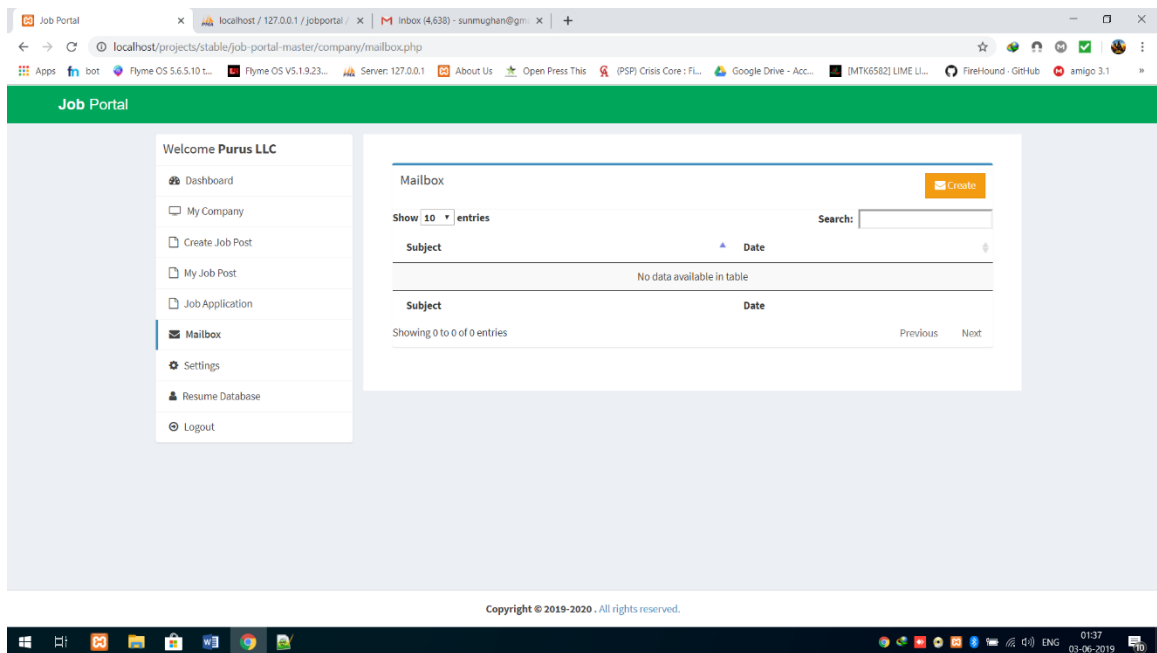 Job Portal
localhost / 127.0.0.1 / jobportal /
Inbox (4,638) - sunmughan@gm
localhost/projects/stable/job-portal-master/company/mailbox.php
Apps
bot
Flyme OS 5.6.5.10 t...
Flyme OS V5.1.9.23...
Server: 127.0.0.1
About Us
Open Press This
(PSP) Crisis Core : Fi...
Google Drive - Acc...
[MTK6582] LIME LI...
FireHound · GitHub
amigo 3.1
»
Job Portal
Welcome Purus LLC
Dashboard
My Company
Create Job Post
My Job Post
Job Application
Mailbox
Settings
Resume Database
Logout
Mailbox
Create
Show 10 entries
Search:
Subject Date
No data available in table
Subject Date
Showing 0 to 0 of 0 entries
Previous Next
Copyright © 2019-2020 . All rights reserved.
ENG
01:37
03-06-2019
10